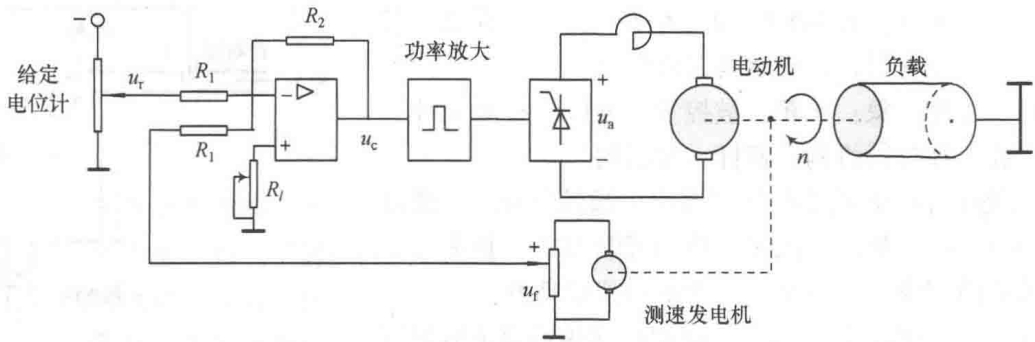 −
给定
电位计
u_r
R_1
R_1
R_2
−
+
R_l
u_c
功率放大
+
u_a
−
电动机
n
负载
+
u_f
测速发电机